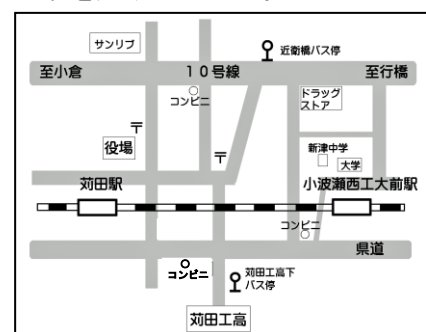 サンリブ
近衛橋バス停
至小倉
10号線
至行橋
コンビニ
ドラッグ
ストア
〒
役場
〒
新津中学
大学
苅田駅
小波瀬西工大前駅
コンビニ
県道
コンビニ
苅田工高下
バス停
苅田工高